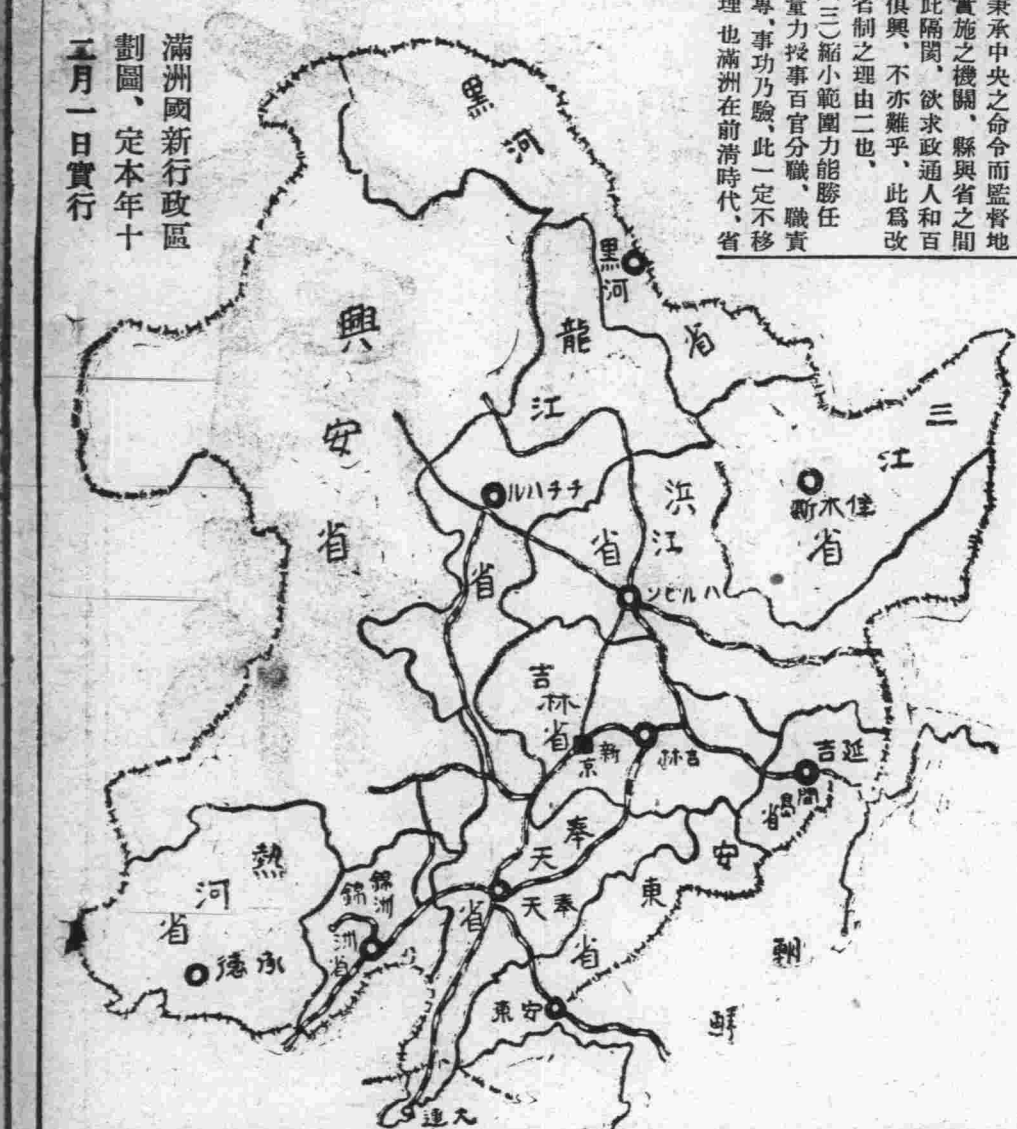 秉承中央之命令而監督地
實施之機關、縣與省之間
此隔閡、欲求政通人和百
俱興、不亦難乎、此爲改
省制之理由二也、
(三)縮小範圍力能勝任
量力授事百官分職、職責
專、事功乃驗、此一定不移
理也滿洲在前清時代、省
滿洲國新行政區
劃圖、定本年十
二月一日實行
黑河省
黑河
興安省
龍江省
チチハル
三江省
佳木斯
浜江省
ハルビン
吉林省
新京
吉林
延吉
間島省
奉天省
奉天
安東省
安東
熱河省
承德
錦洲省
錦洲
朝鮮
大連